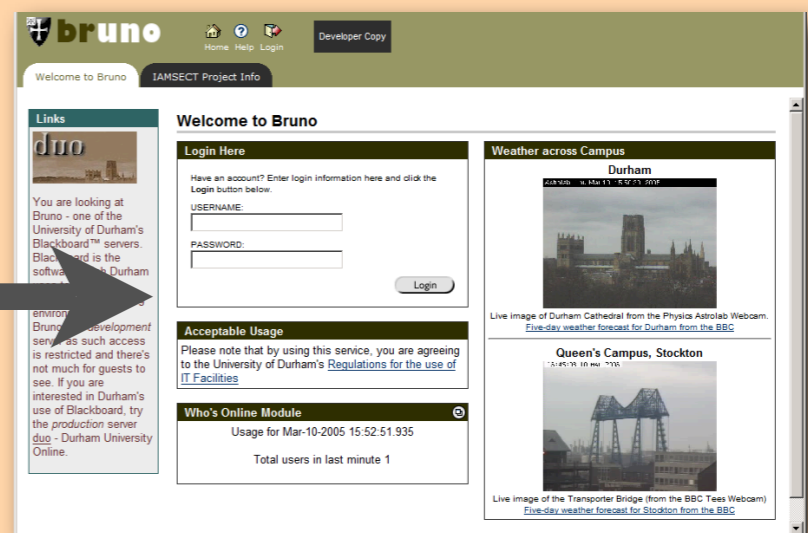 bruno
Home Help Login
Developer Copy
Welcome to Bruno
IAMSECT Project Info
Links
duo
You are looking at
Bruno - one of the
University of Durham's
Blackboard™ servers.
is the
Durham
environ
development
as such access
is restricted and there's
not much for guests to
see. If you are
interested in Durham's
use of Blackboard, try
the production server
duo - Durham University
Online.
Welcome to Bruno
Login Here
Have an account? Enter login information here and click the
Login button below.
USERNAME:
PASSWORD:
Login
Acceptable Usage
Please note that by using this service, you are agreeing
to the University of Durham's Regulations for the use of
IT Facilities
Who's Online Module
Usage for Mar-10-2005 15:52:51.935
Total users in last minute 1
Weather across Campus
Durham
Live image of Durham Cathedral from the Physics Astrolab Webcam.
Five-day weather forecast for Durham from the BBC
Queen's Campus, Stockton
Live image of the Transporter Bridge (from the BBC Tees Webcam)
Five-day weather forecast for Stockton from the BBC